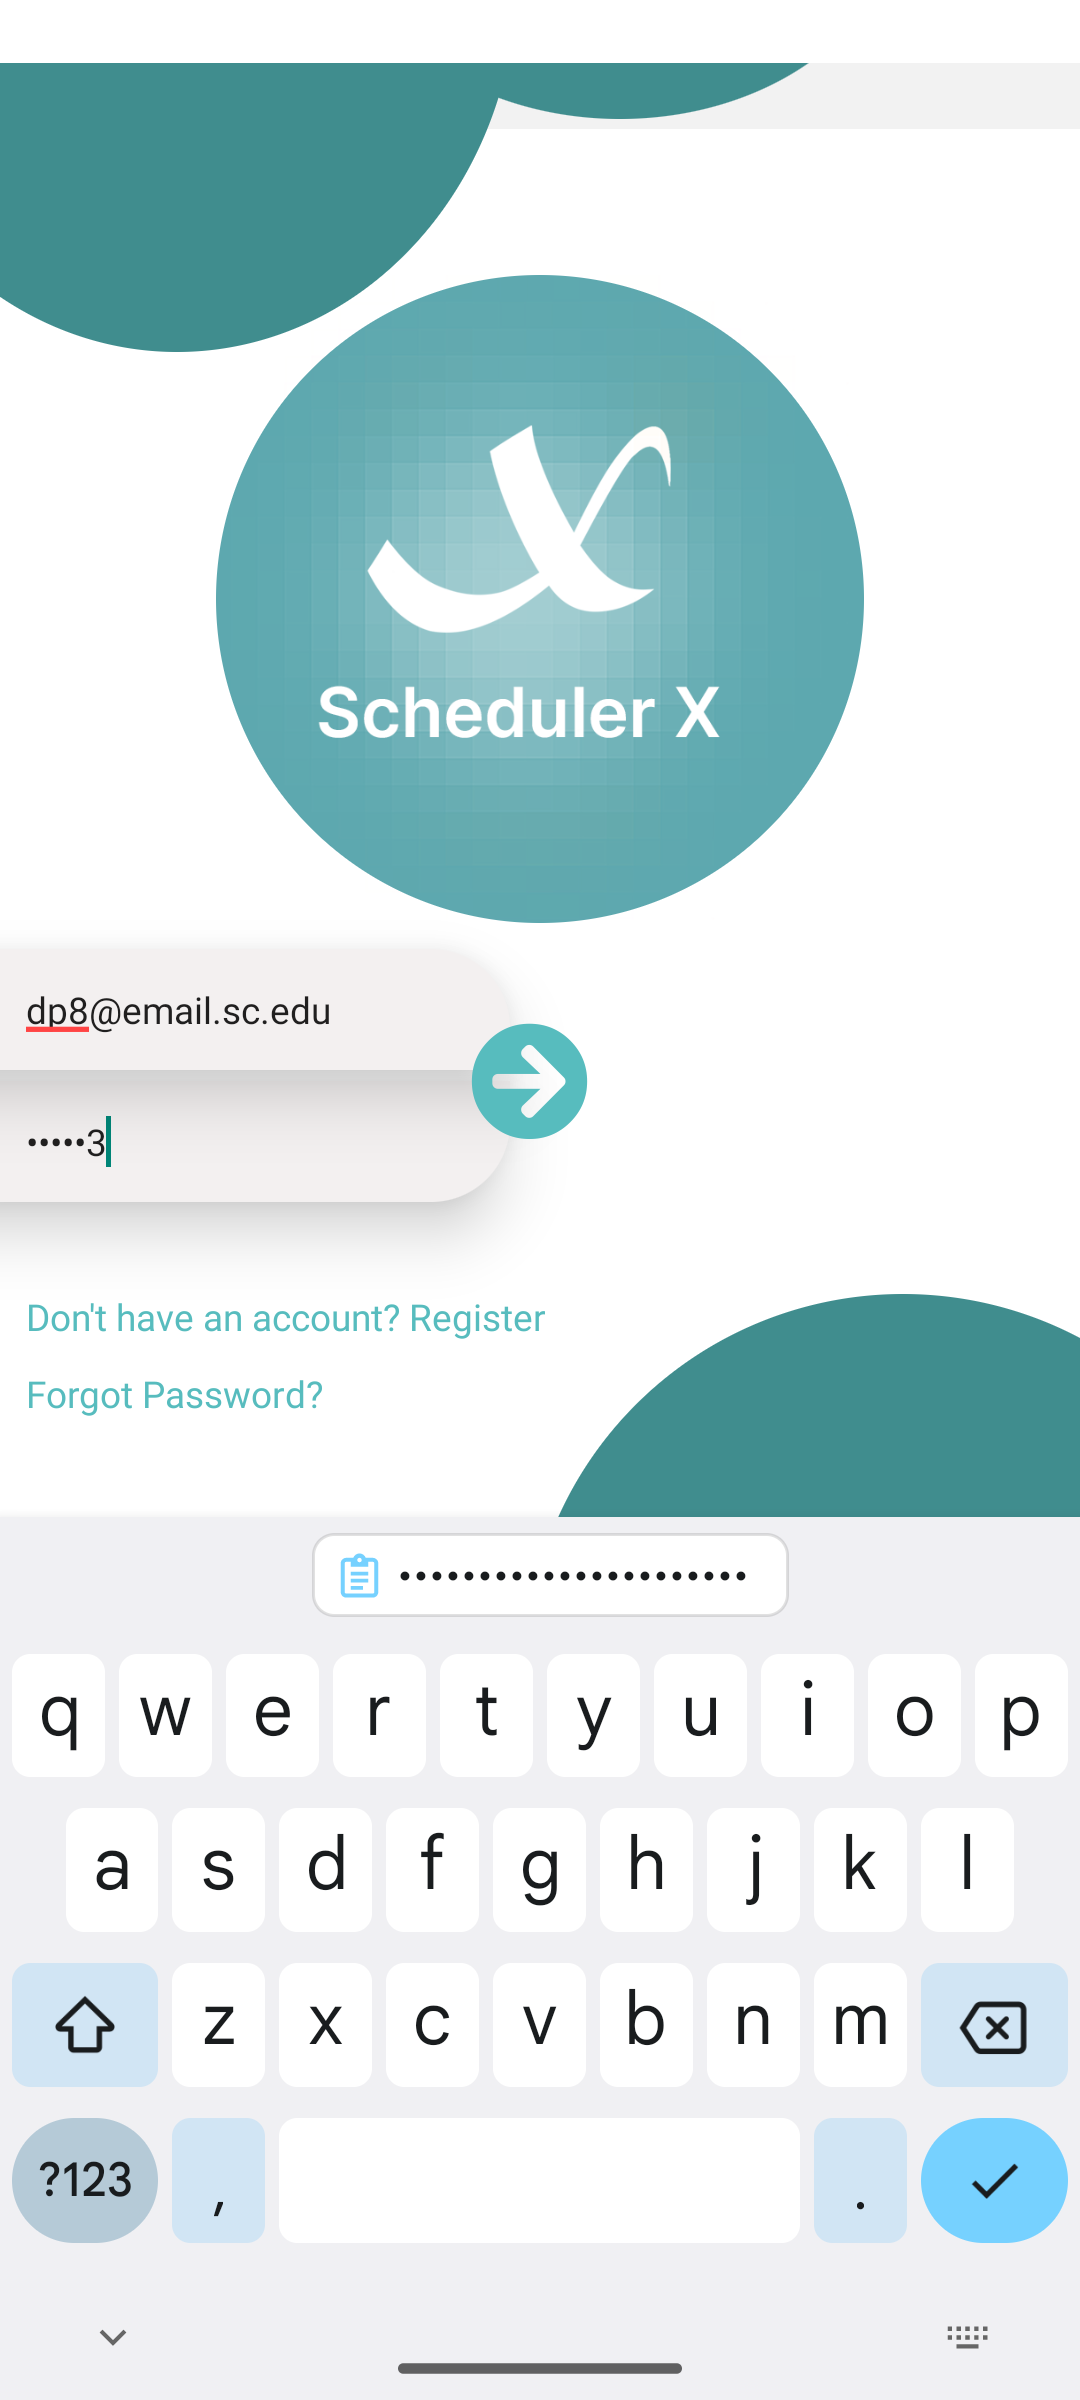 Scheduler X
dp8@email.sc.edu
•••••3
Don't have an account? Register
Forgot Password?
••••••••••••••••••••••
q w e r t y u i o p
a s d f g h j k l
z x c v b n m
?123 , .